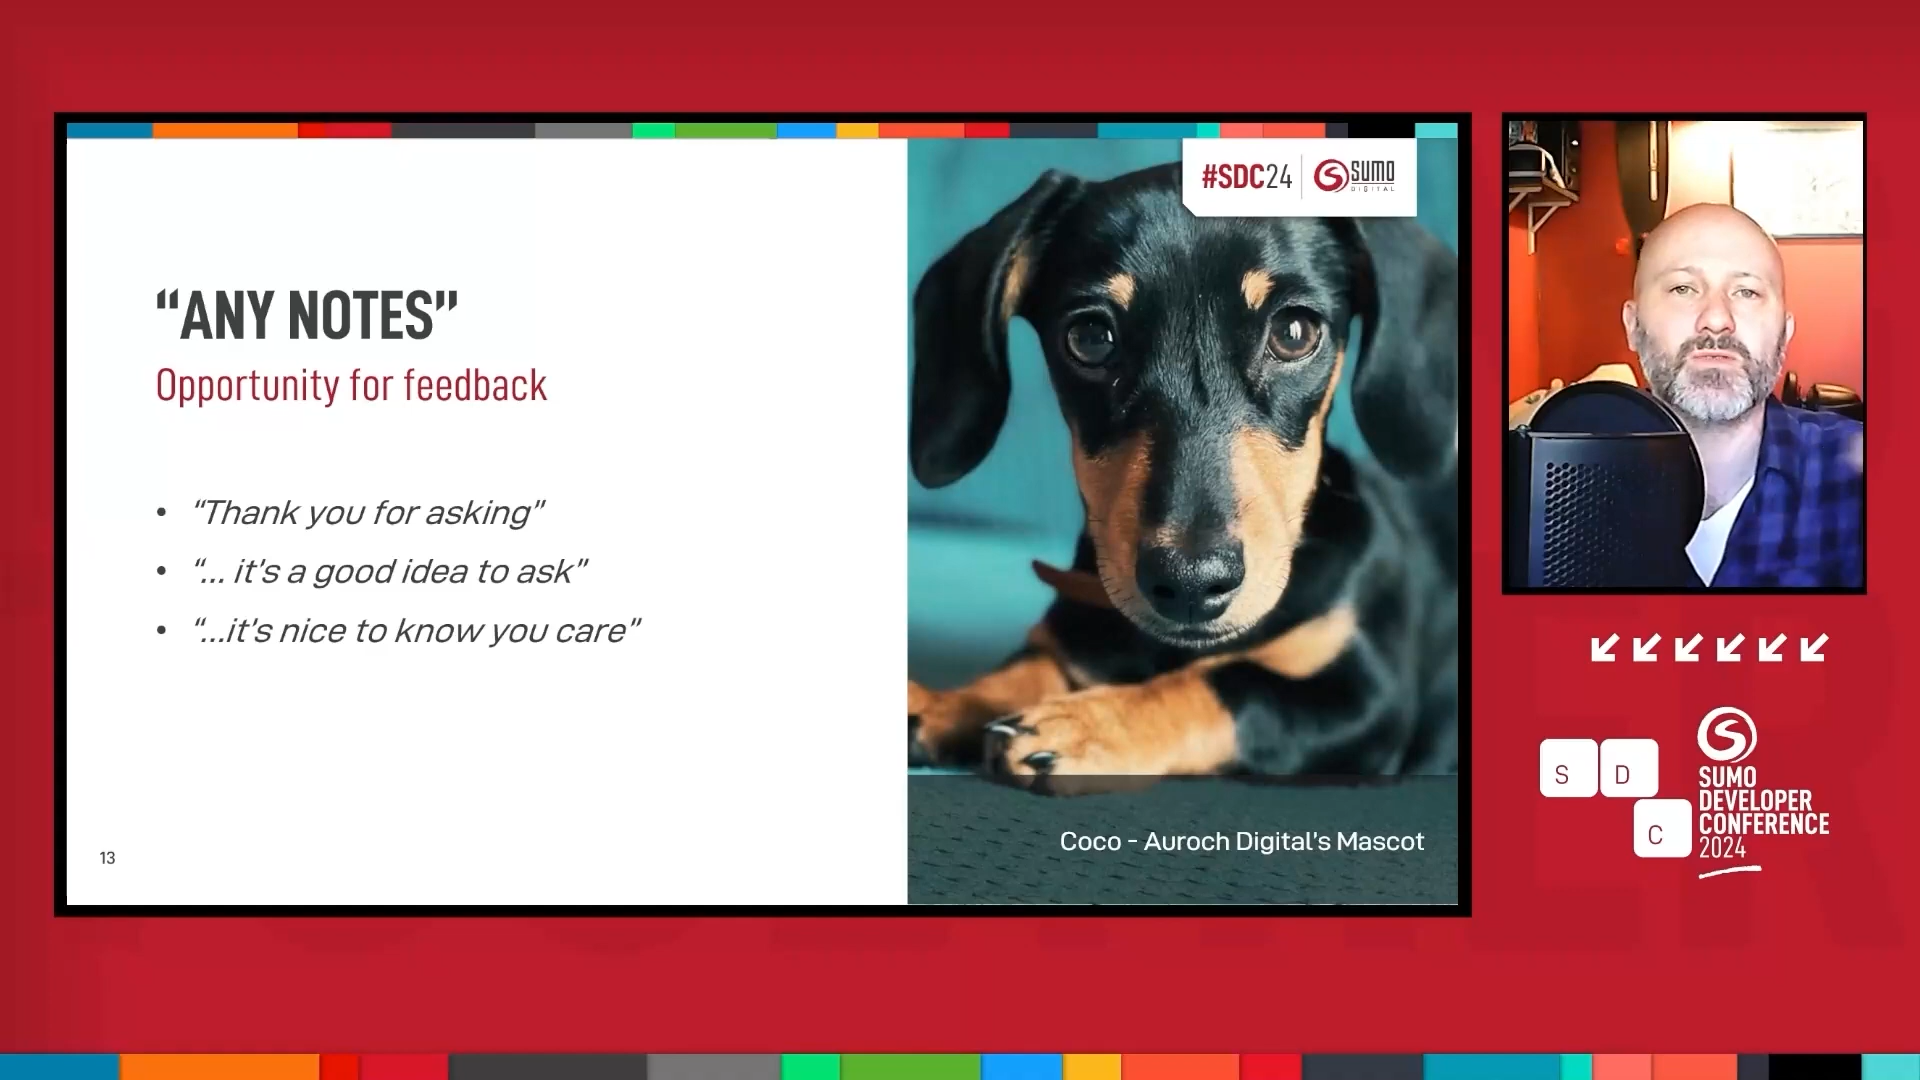 #SDC24
SUMO
DIGITAL
“ANY NOTES”
Opportunity for feedback
• “Thank you for asking”
• “... it's a good idea to ask”
• “...it's nice to know you care”
Coco - Auroch Digital's Mascot
13
S D
C
SUMO
DEVELOPER
CONFERENCE
2024